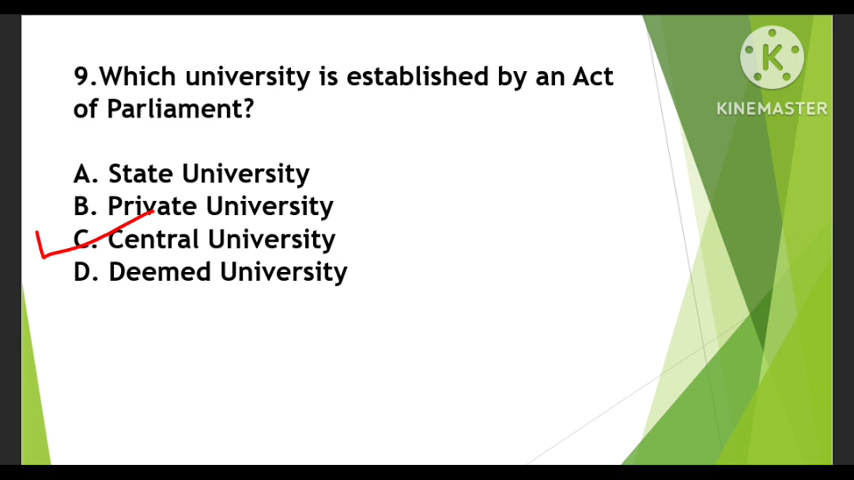 9.Which university is established by an Act
of Parliament?
A. State University
B. Private University
C. Central University
D. Deemed University
K
KINEMASTER